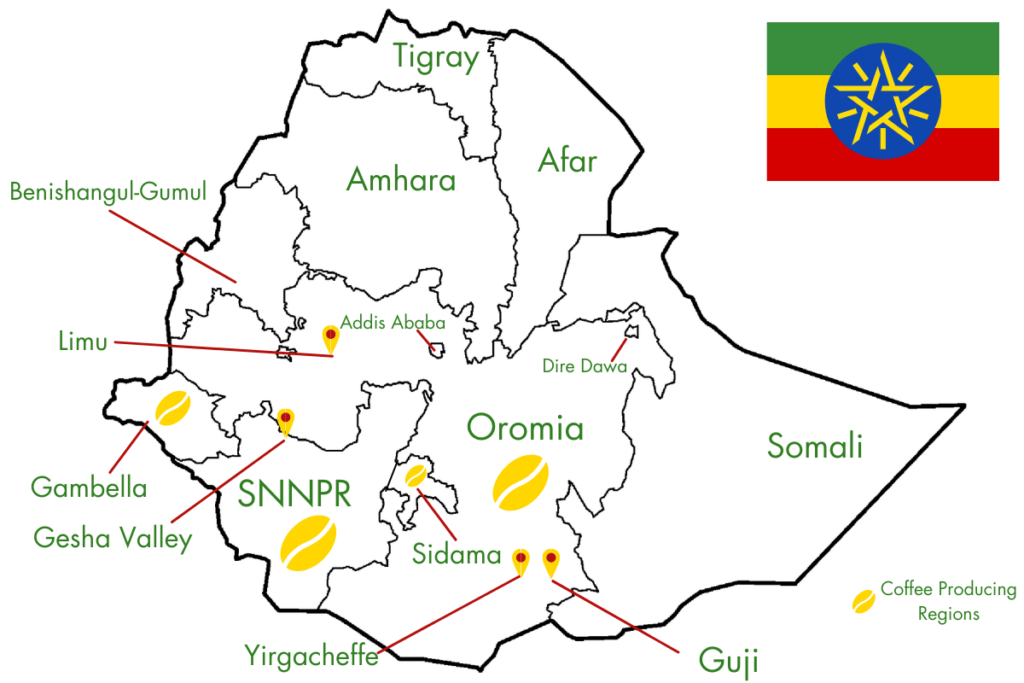 Tigray
Afar
Amhara
Benishangul-Gumul
Addis Ababa
Limu
Dire Dawa
Oromia
Somali
Gambella
SNNPR
Gesha Valley
Sidama
Coffee Producing
Regions
Yirgacheffe
Guji